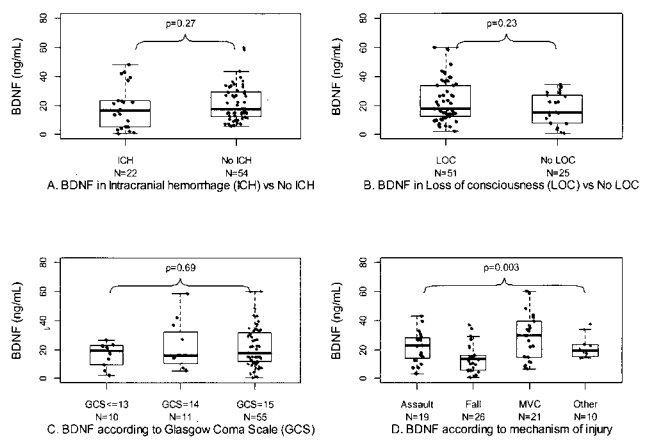 p=0.27
BDNF (ng/mL)
80
60
40
20
0
ICH
No ICH
N=22
N=54
A. BDNF in Intracranial hemorrhage (ICH) vs No ICH
p=0.23
BDNF (ng/mL)
80
60
40
20
0
LOC
No LOC
N=51
N=25
B. BDNF in Loss of consciousness (LOC) vs No LOC
p=0.69
BDNF (ng/mL)
80
60
40
20
0
GCS<=13
GCS=14
GCS=15
N=10
N=11
N=55
C. BDNF according to Glasgow Coma Scale (GCS)
p=0.003
BDNF (ng/mL)
80
60
40
20
0
Assault
Fall
MVC
Other
N=19
N=26
N=21
N=10
D. BDNF according to mechanism of injury